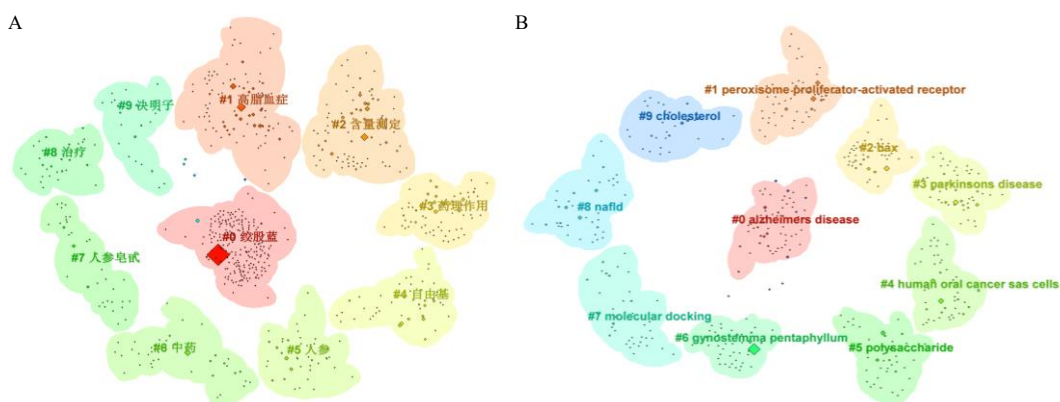 A
#0 绞股蓝
#1 高脂血症
#2 含量测定
#3 药理作用
#4 自由基
#5 人参
#6 中药
#7 人参皂甙
#8 治疗
#9 决明子
B
#0 alzheimers disease
#1 peroxisome proliferator-activated receptor
#2 bax
#3 parkinsons disease
#4 human oral cancer sas cells
#5 polysaccharide
#6 gynostemma pentaphyllum
#7 molecular docking
#8 nafld
#9 cholesterol